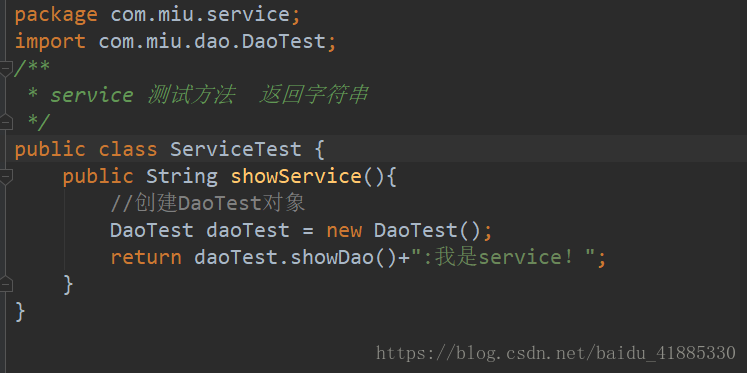 package com.miu.service;
import com.miu.dao.DaoTest;
/**
 * service 测试方法  返回字符串
 */
public class ServiceTest {
    public String showService(){
        //创建DaoTest对象
        DaoTest daoTest = new DaoTest();
        return daoTest.showDao()+":我是service！";
    }
}
https://blog.csdn.net/baidu_41885330